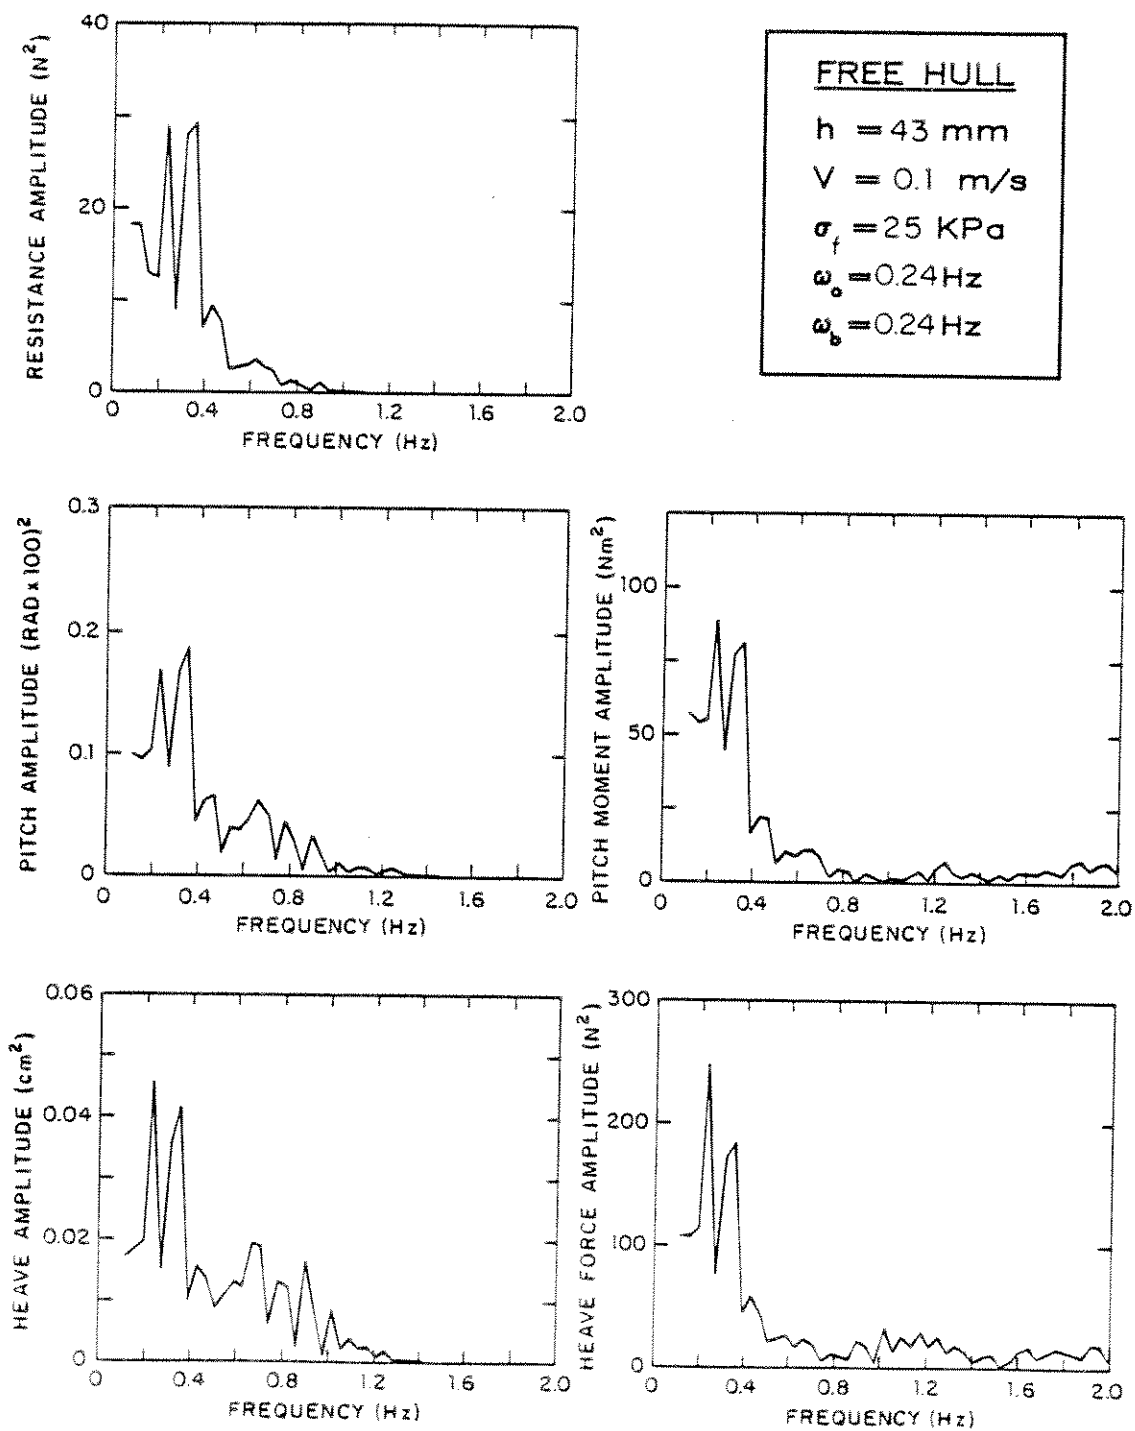 RESISTANCE AMPLITUDE (N²)
40
20
0
0 0.4 0.8 1.2 1.6 2.0
FREQUENCY (Hz)
FREE HULL
h = 43 mm
V = 0.1 m/s
σf = 25 KPa
ωo = 0.24 Hz
ωb = 0.24 Hz
PITCH AMPLITUDE (RAD x 100)²
0.3
0.2
0.1
0
0 0.4 0.8 1.2 1.6 2.0
FREQUENCY (Hz)
PITCH MOMENT AMPLITUDE (Nm²)
100
50
0
0 0.4 0.8 1.2 1.6 2.0
FREQUENCY (Hz)
HEAVE AMPLITUDE (cm²)
0.06
0.04
0.02
0
0 0.4 0.8 1.2 1.6 2.0
FREQUENCY (Hz)
HEAVE FORCE AMPLITUDE (N²)
300
200
100
0
0 0.4 0.8 1.2 1.6 2.0
FREQUENCY (Hz)